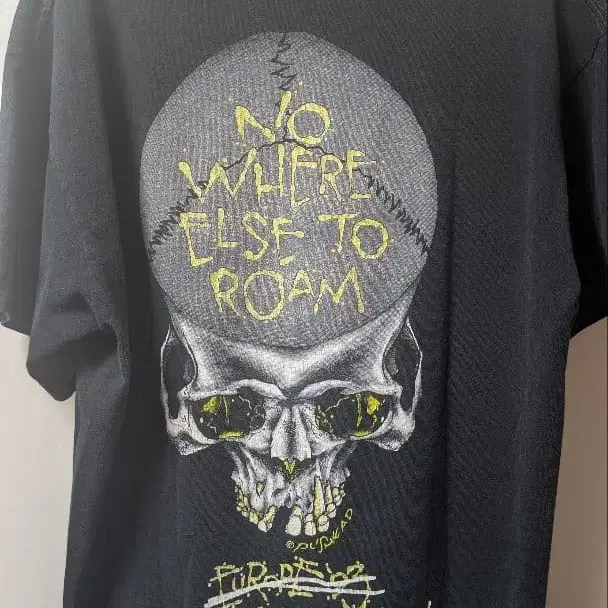 NO
WHERE
ELSE TO
ROAM
©PUSHEAD
EUROPE '93